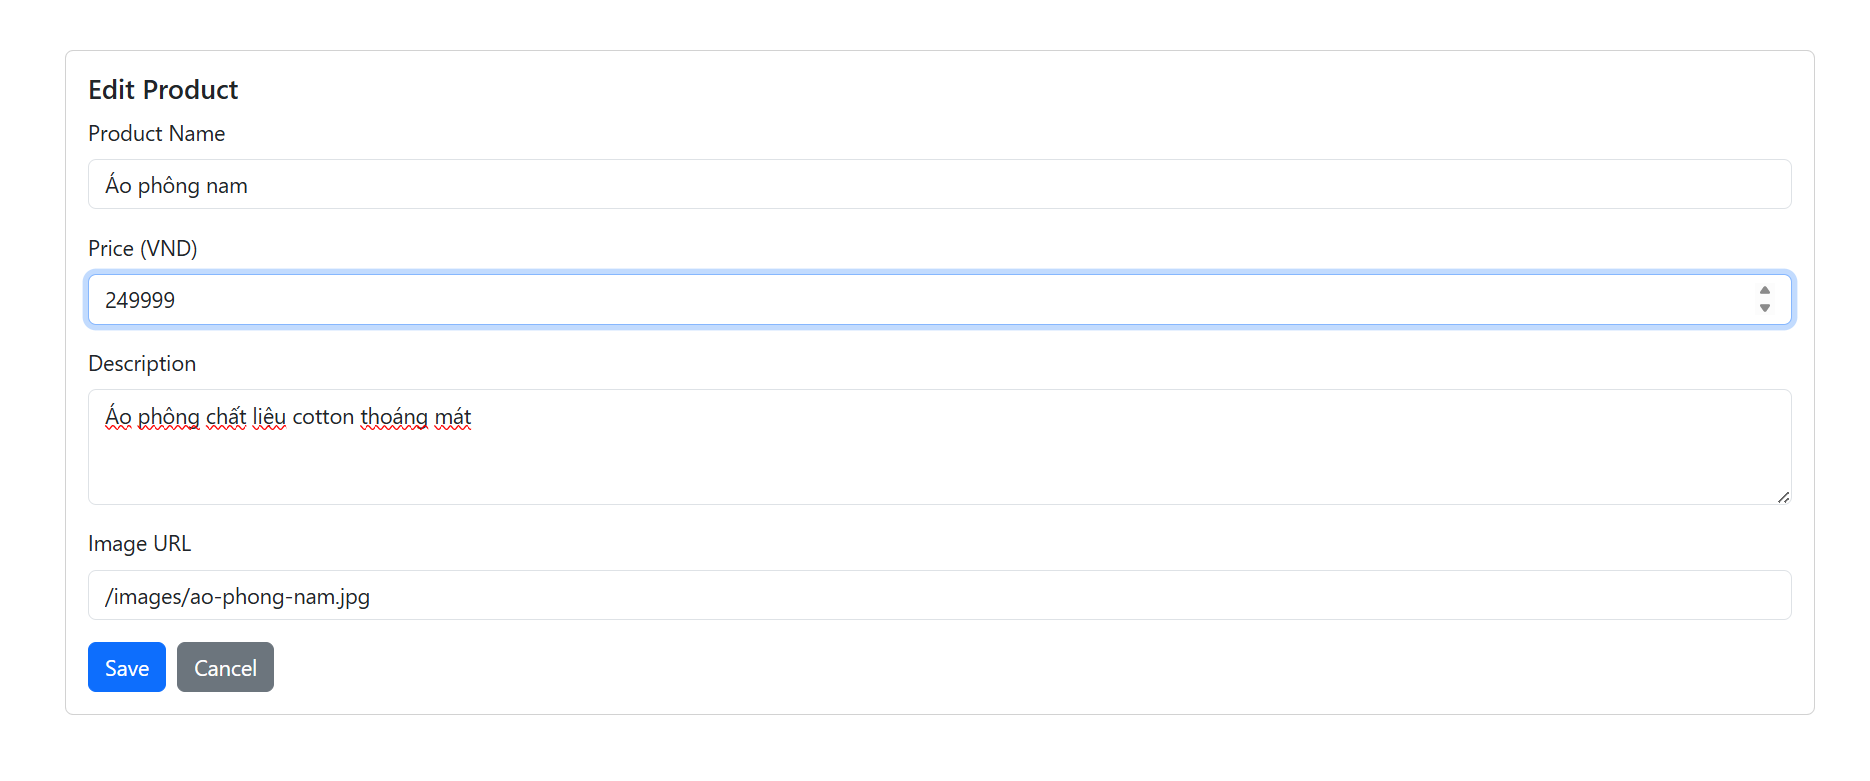 Edit Product
Product Name
Áo phông nam
Price (VND)
249999
Description
Áo phông chất liêu cotton thoáng mát
Image URL
/images/ao-phong-nam.jpg
Save Cancel